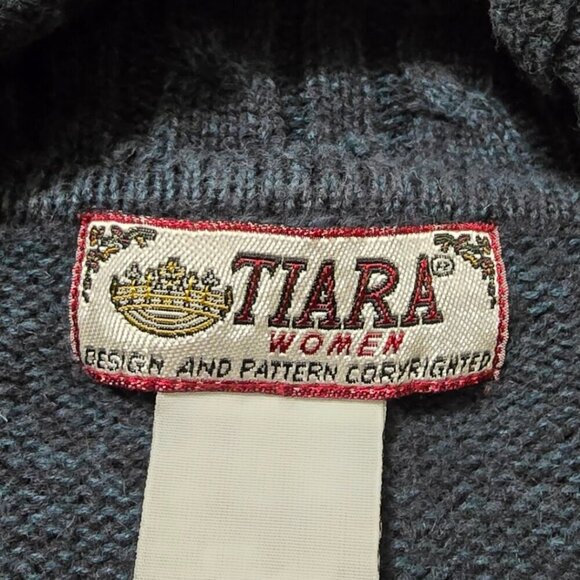 TIARA®
WOMEN
DESIGN AND PATTERN COPYRIGHTED